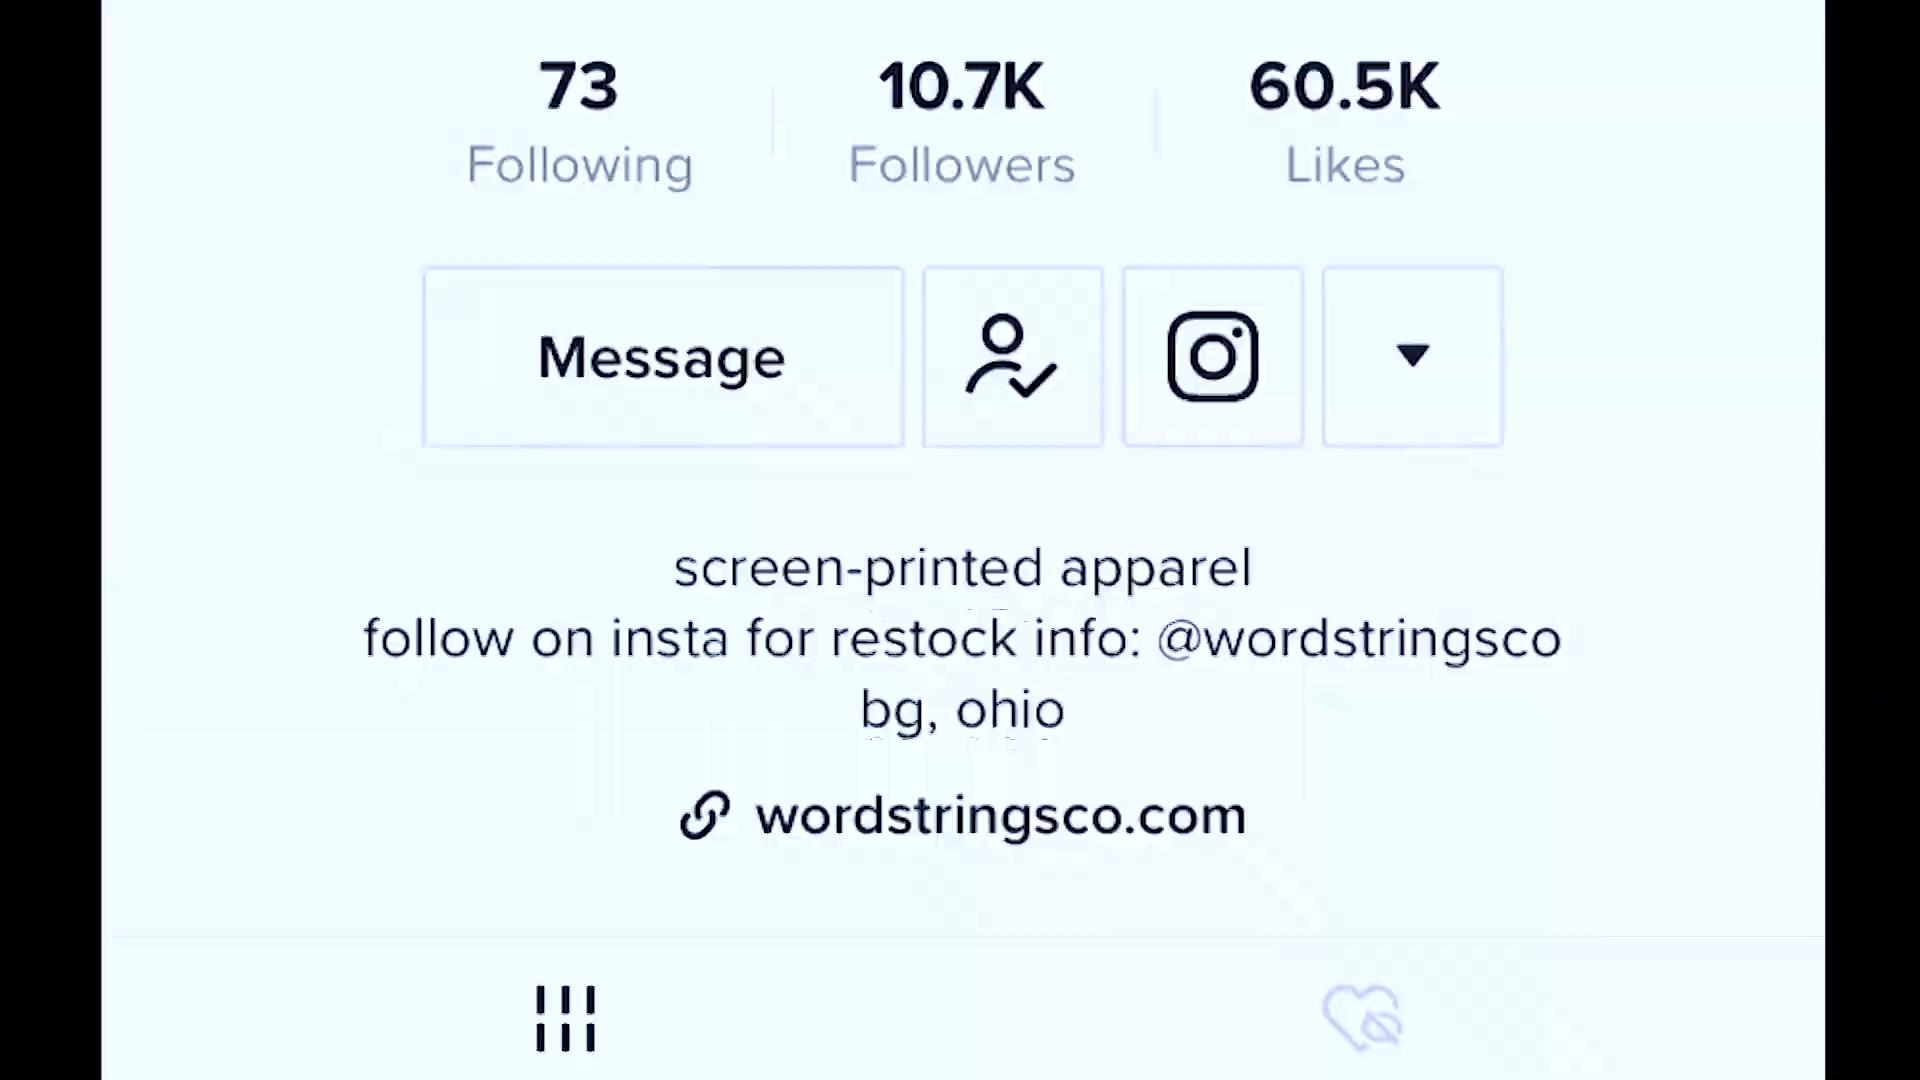 73 10.7K 60.5K
Following Followers Likes
Message
screen-printed apparel
follow on insta for restock info: @wordstringsco
bg, ohio
wordstringsco.com